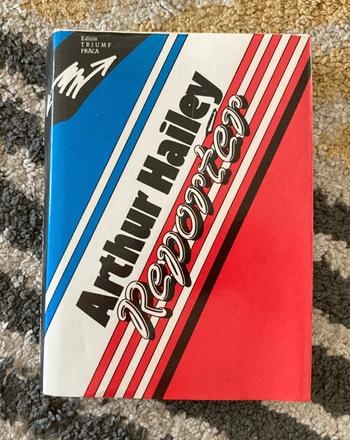 Edícia
TRIUMF
PRÁCA
Arthur Hailey
Reportér